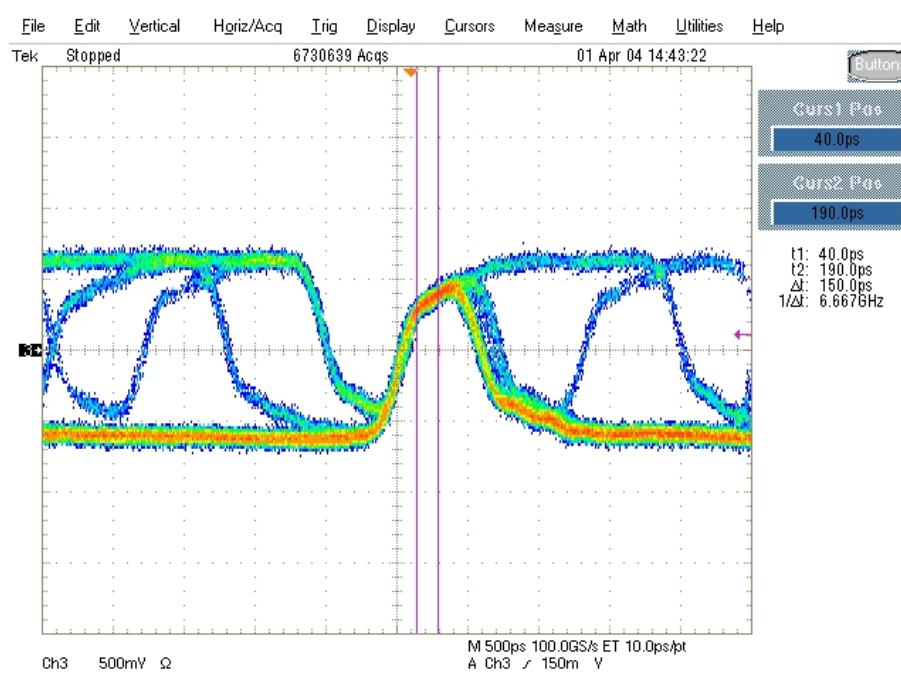 File Edit Vertical Horiz/Acq Trig Display Cursors Measure Math Utilities Help
Tek Stopped 6730639 Acqs 01 Apr 04 14:43:22
Buttons
Curs1 Pos
40.0ps
Curs2 Pos
190.0ps
t1: 40.0ps
t2: 190.0ps
Δt: 150.0ps
1/Δt: 6.667GHz
3
M 500ps 100.0GS/s ET 10.0ps/pt
Ch3 500mV Ω A Ch3 ∕ 150m V